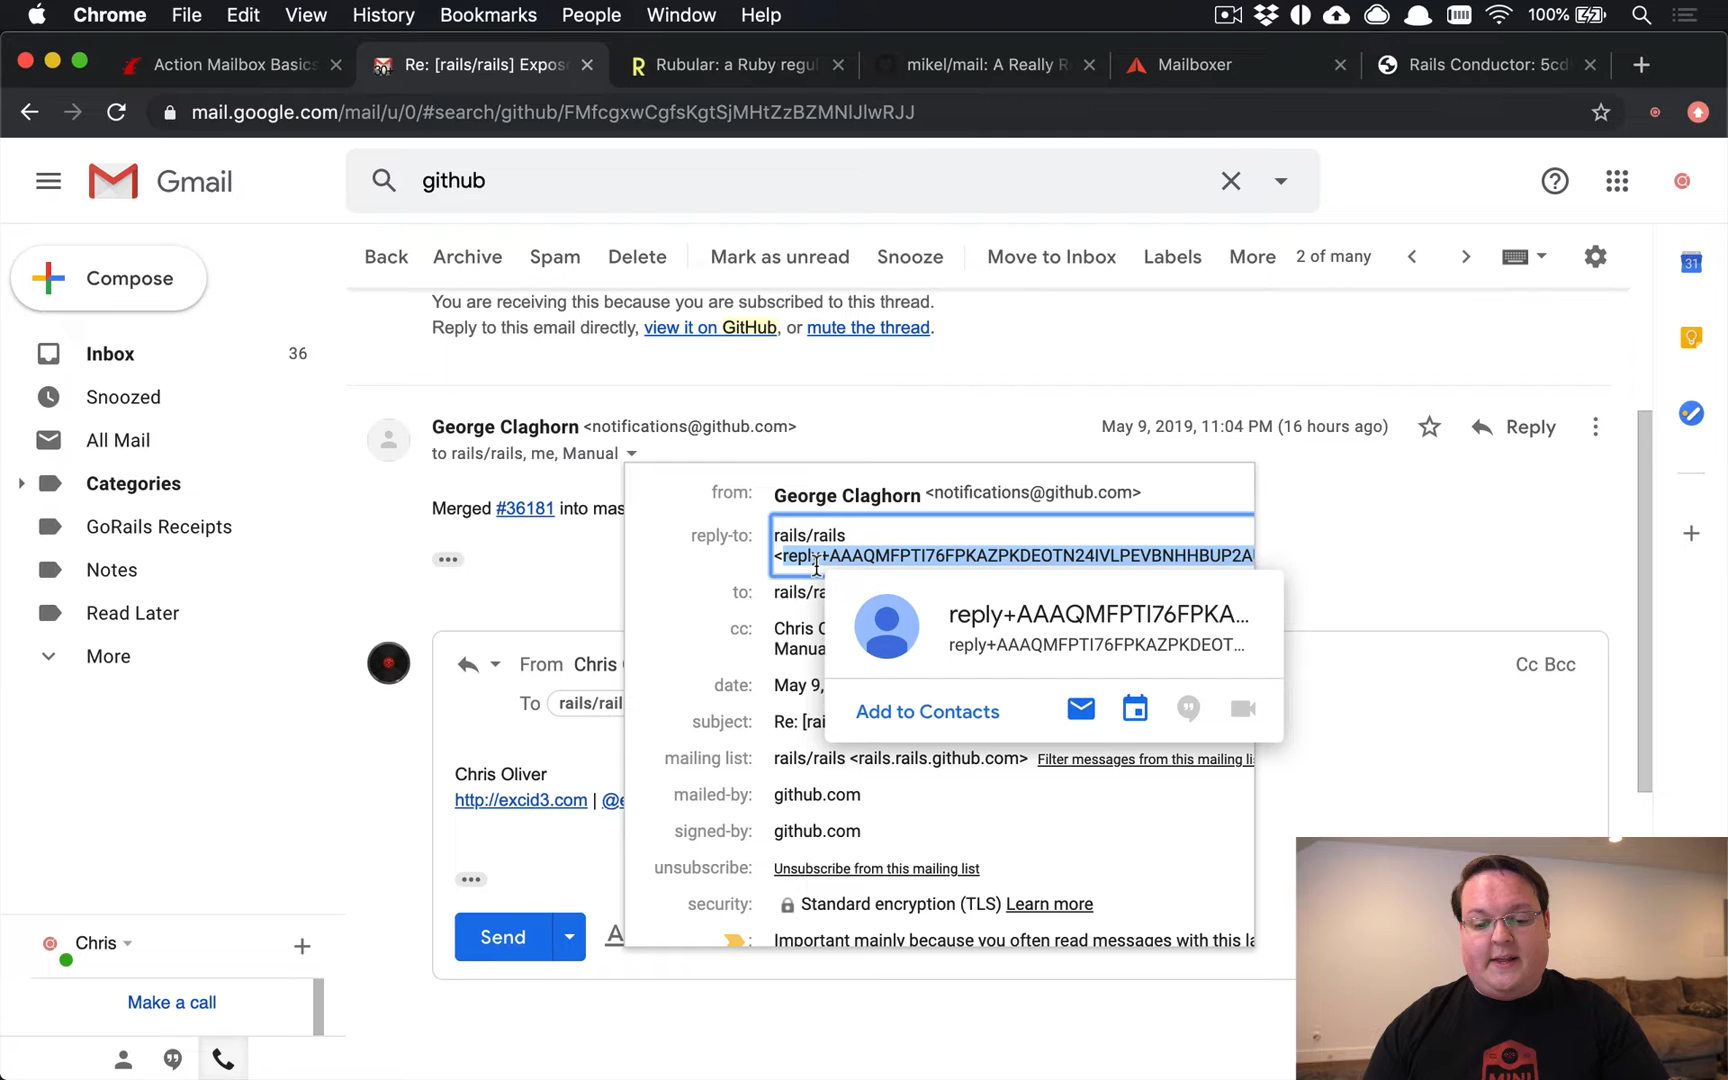 Chrome File Edit View History Bookmarks People Window Help 100%
Action Mailbox Basics Re: [rails/rails] Expos Rubular: a Ruby regul mikel/mail: A Really R Mailboxer Rails Conductor: 5cd
mail.google.com/mail/u/0/#search/github/FMfcgxwCgfsKgtSjMHtZzBZMNlJlwRJJ
Gmail github
Compose
Back Archive Spam Delete Mark as unread Snooze Move to Inbox Labels More 2 of many
31
You are receiving this because you are subscribed to this thread.
Reply to this email directly, view it on GitHub, or mute the thread.
Inbox 36
Snoozed
All Mail
Categories
GoRails Receipts
Notes
Read Later
More
George Claghorn <notifications@github.com> May 9, 2019, 11:04 PM (16 hours ago) Reply
to rails/rails, me, Manual
Merged #36181 into mas
from: George Claghorn <notifications@github.com>
reply-to: rails/rails
<reply+AAAQMFPTI76FPKAZPKDEOTN24IVLPEVBNHHBUP2A
to: rails/ra
cc: Chris O
Manua
date: May 9,
subject: Re: [rai
mailing list: rails/rails <rails.rails.github.com> Filter messages from this mailing li
mailed-by: github.com
signed-by: github.com
unsubscribe: Unsubscribe from this mailing list
security: Standard encryption (TLS) Learn more
: Important mainly because you often read messages with this la
reply+AAAQMFPTI76FPKA...
reply+AAAQMFPTI76FPKAZPKDEOT...
Add to Contacts
From Chris Cc Bcc
To rails/rail
Chris Oliver
http://excid3.com | @e
Send A
Chris
Make a call
MINI